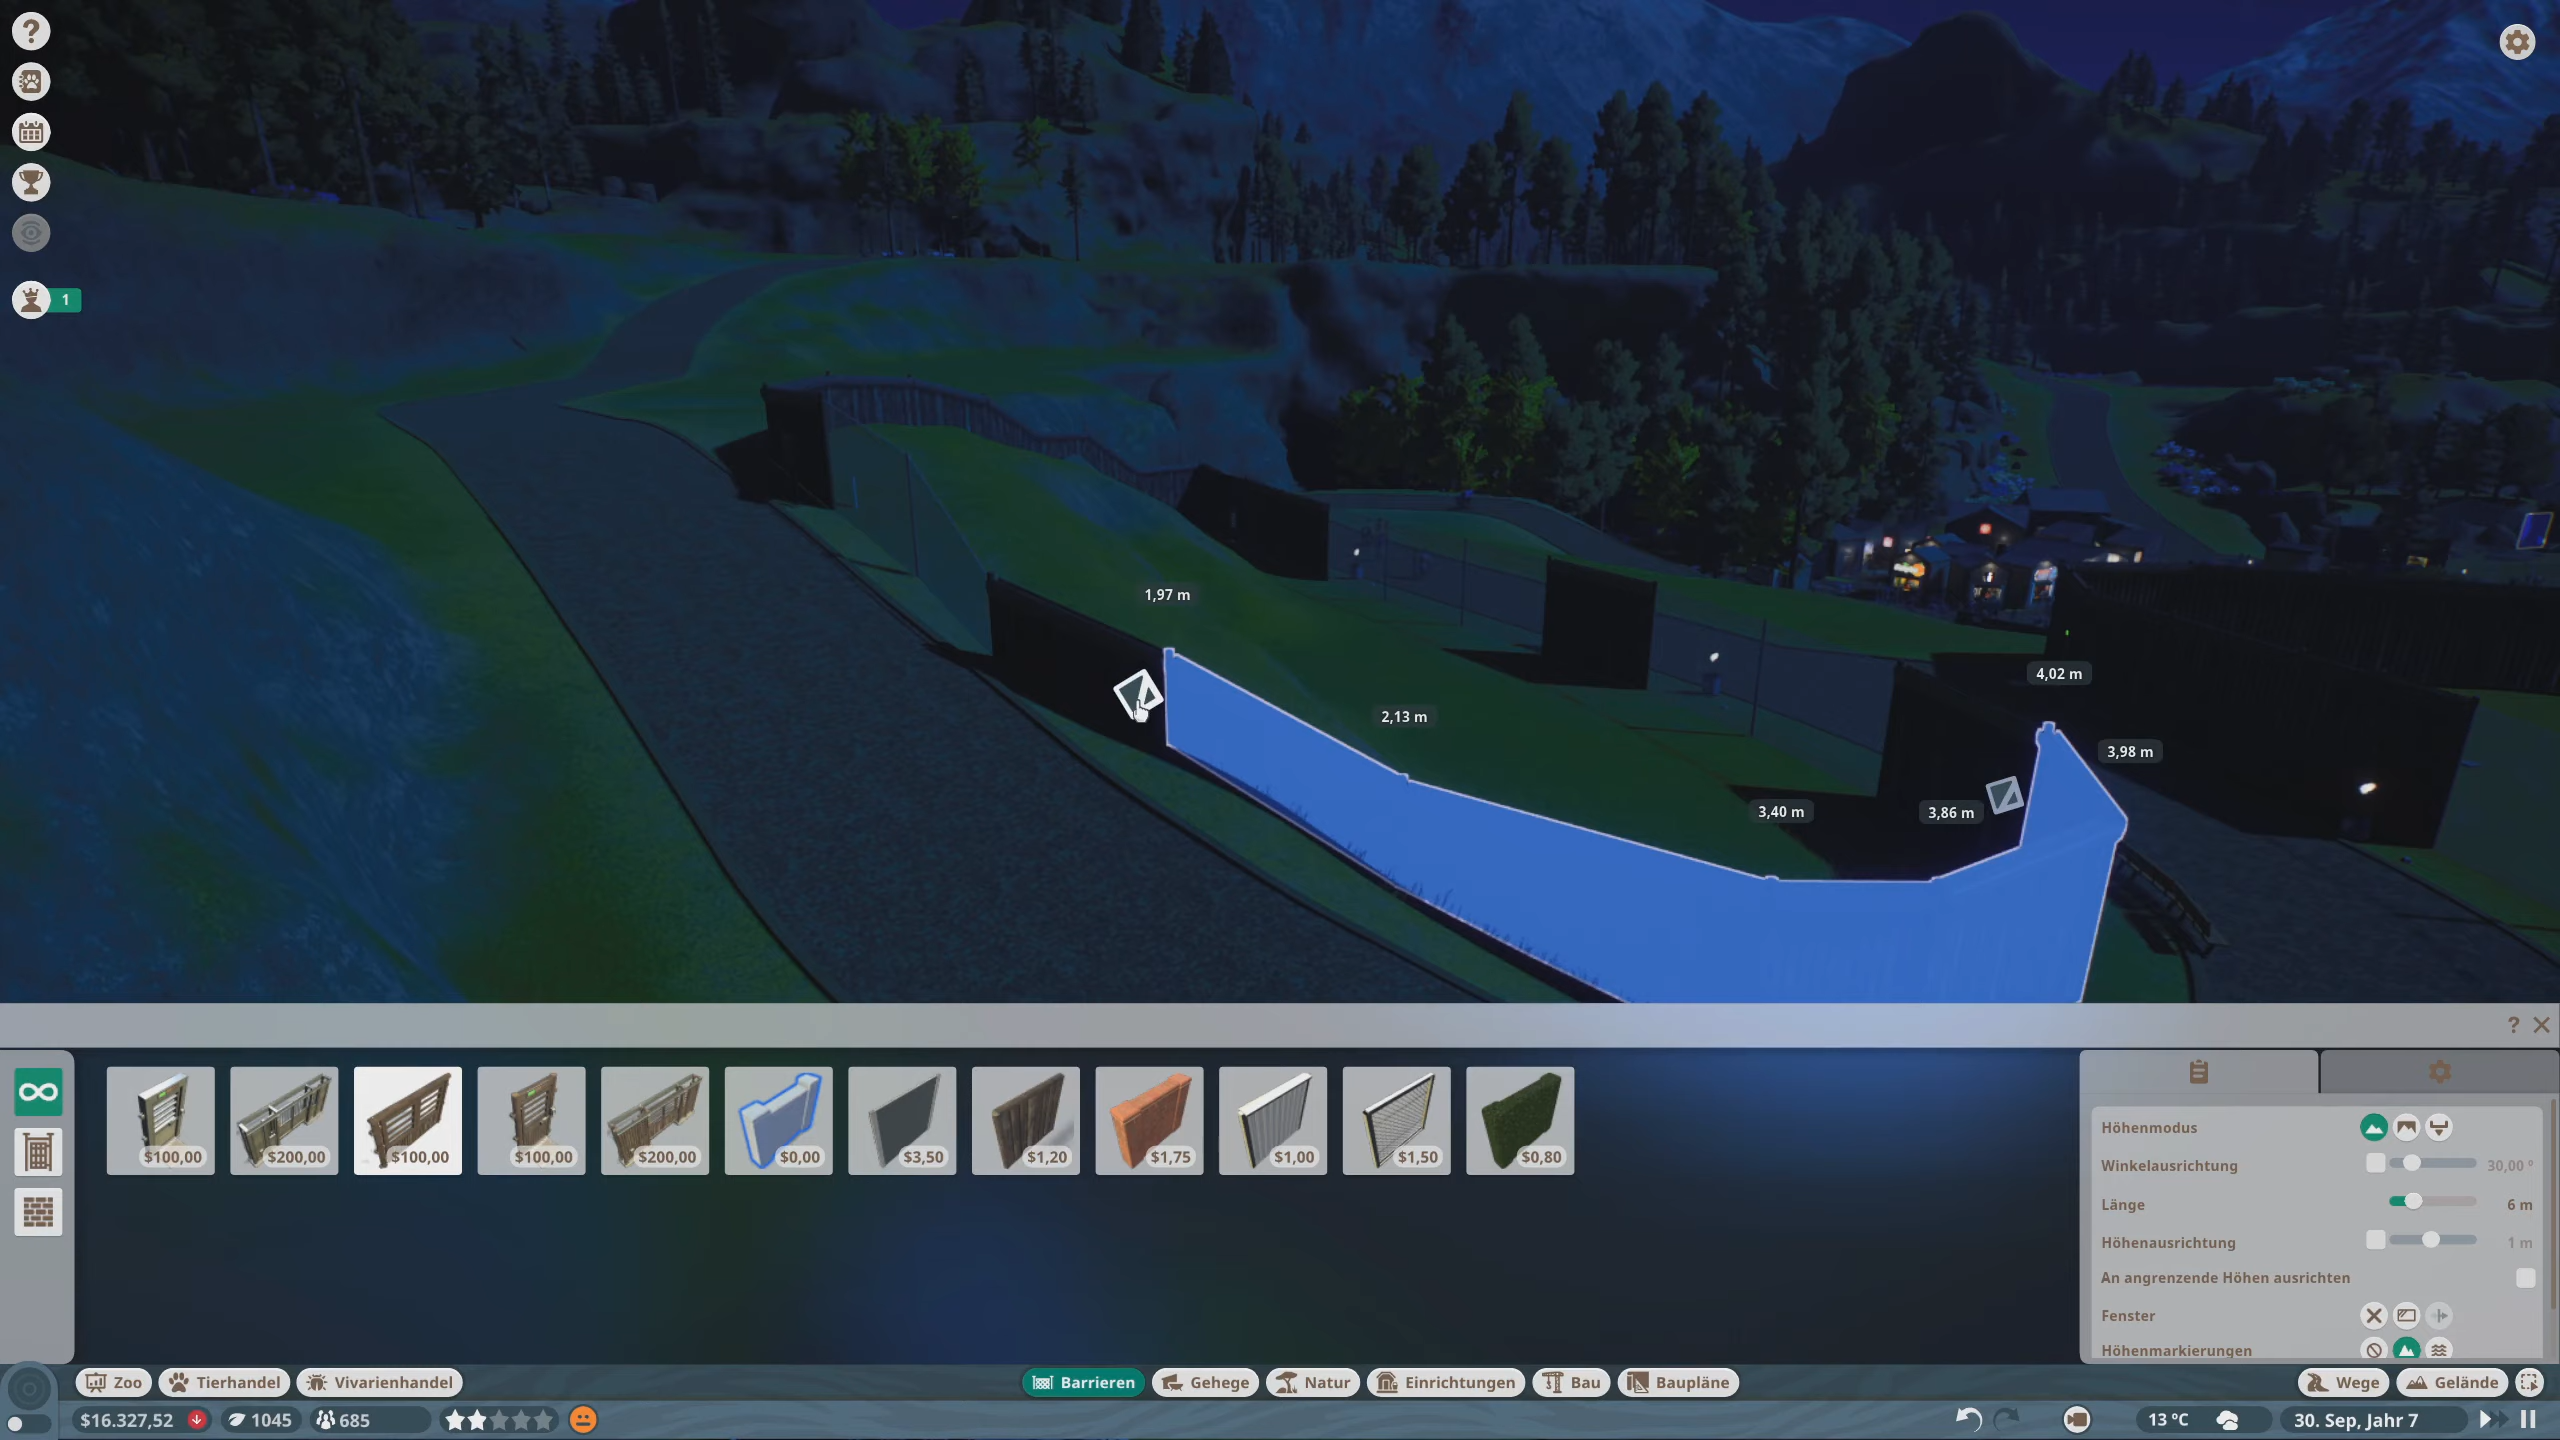 ?
1
1,97 m
2,13 m
4,02 m
3,98 m
3,40 m
3,86 m
?
$100,00
$200,00
$100,00
$100,00
$200,00
$0,00
$3,50
$1,20
$1,75
$1,00
$1,50
$0,80
Höhenmodus
Winkelausrichtung
30,00 º
Länge
6 m
Höhenausrichtung
1 m
An angrenzende Höhen ausrichten
Fenster
Höhenmarkierungen
Zoo
Tierhandel
Vivarienhandel
Barrieren
Gehege
Natur
Einrichtungen
Bau
Baupläne
Wege
Gelände
$16.327,52
1045
685
13 ºC
30. Sep, Jahr 7